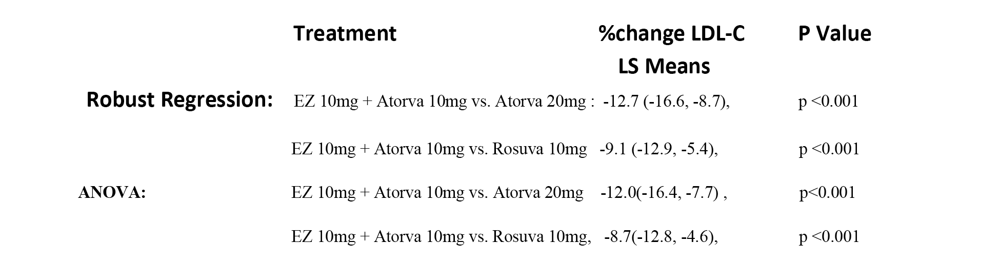 Treatment %change LDL-C P Value
LS Means
Robust Regression: EZ 10mg + Atorva 10mg vs. Atorva 20mg : -12.7 (-16.6, -8.7), p <0.001
EZ 10mg + Atorva 10mg vs. Rosuva 10mg -9.1 (-12.9, -5.4), p <0.001
ANOVA: EZ 10mg + Atorva 10mg vs. Atorva 20mg -12.0(-16.4, -7.7) , p<0.001
EZ 10mg + Atorva 10mg vs. Rosuva 10mg, -8.7(-12.8, -4.6), p <0.001